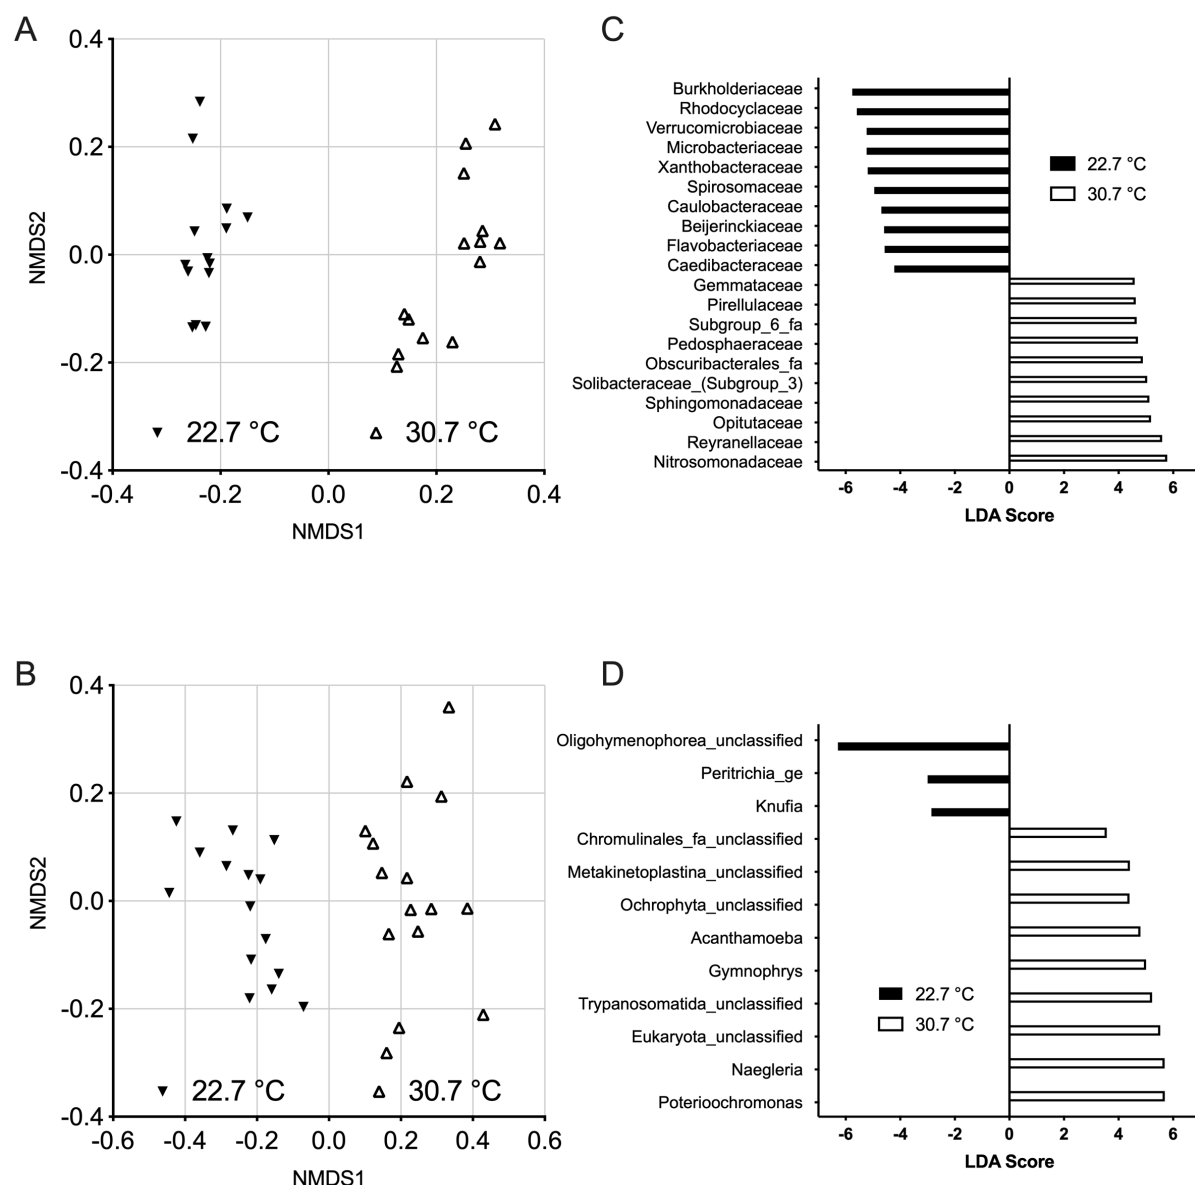 A
0.4
0.2
0.0
-0.2
-0.4
NMDS2
22.7 °C
30.7 °C
-0.4
-0.2
0.0
0.2
0.4
NMDS1
C
Burkholderiaceae
Rhodocyclaceae
Verrucomicrobiaceae
Microbacteriaceae
Xanthobacteraceae
Spirosomaceae
Caulobacteraceae
Beijerinckiaceae
Flavobacteriaceae
Caedibacteraceae
Gemmataceae
Pirellulaceae
Subgroup_6_fa
Pedosphaeraceae
Obscuribacterales_fa
Solibacteraceae_(Subgroup_3)
Sphingomonadaceae
Opitutaceae
Reyranellaceae
Nitrosomonadaceae
22.7 °C
30.7 °C
-6
-4
-2
0
2
4
6
LDA Score
B
0.4
0.2
0.0
-0.2
-0.4
NMDS2
22.7 °C
30.7 °C
-0.6
-0.4
-0.2
0.0
0.2
0.4
0.6
NMDS1
D
Oligohymenophorea_unclassified
Peritrichia_ge
Knufia
Chromulinales_fa_unclassified
Metakinetoplastina_unclassified
Ochrophyta_unclassified
Acanthamoeba
Gymnophrys
Trypanosomatida_unclassified
Eukaryota_unclassified
Naegleria
Poterioochromonas
22.7 °C
30.7 °C
-6
-4
-2
0
2
4
6
LDA Score